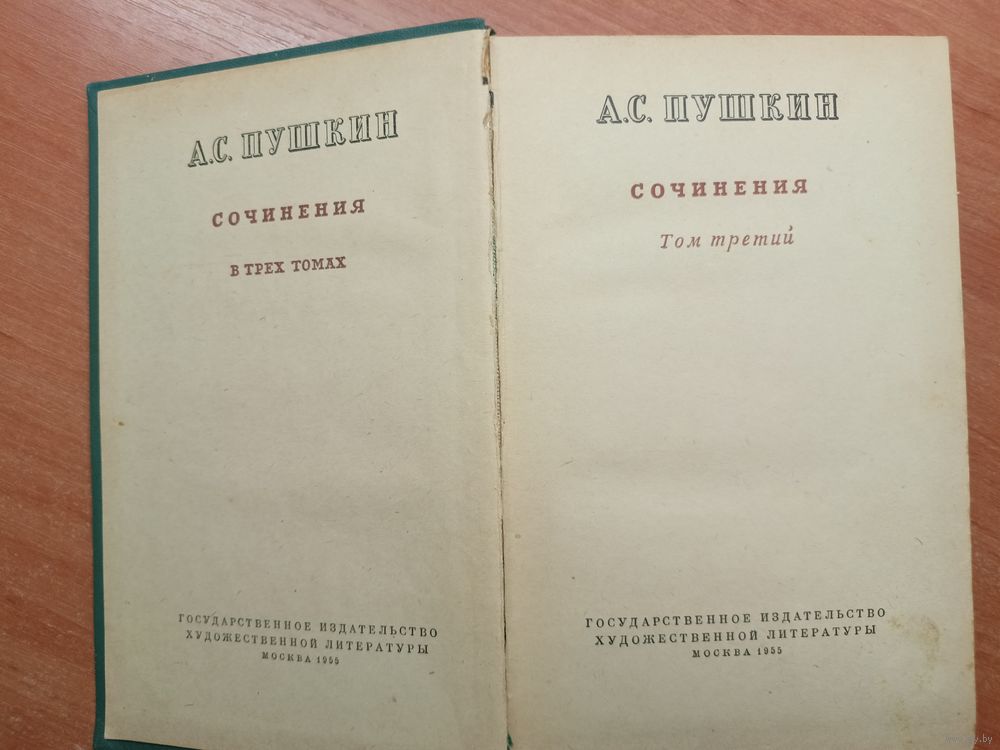 А.С. ПУШКИН
СОЧИНЕНИЯ
В ТРЕХ ТОМАХ
ГОСУДАРСТВЕННОЕ ИЗДАТЕЛЬСТВО
ХУДОЖЕСТВЕННОЙ ЛИТЕРАТУРЫ
МОСКВА 1955
А.С. ПУШКИН
СОЧИНЕНИЯ
Том третий
ГОСУДАРСТВЕННОЕ ИЗДАТЕЛЬСТВО
ХУДОЖЕСТВЕННОЙ ЛИТЕРАТУРЫ
МОСКВА 1955